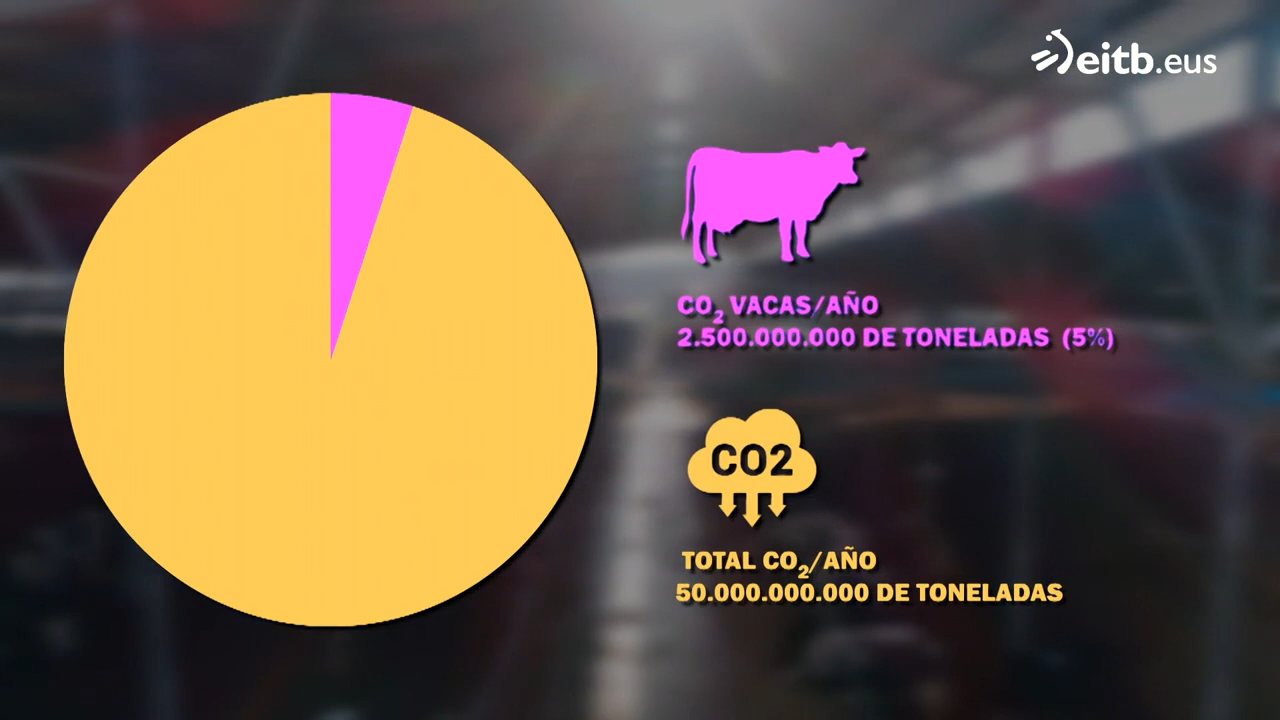 eitb.eus
CO₂ VACAS/AÑO
2.500.000.000 DE TONELADAS (5%)
CO2
TOTAL CO₂/AÑO
50.000.000.000 DE TONELADAS